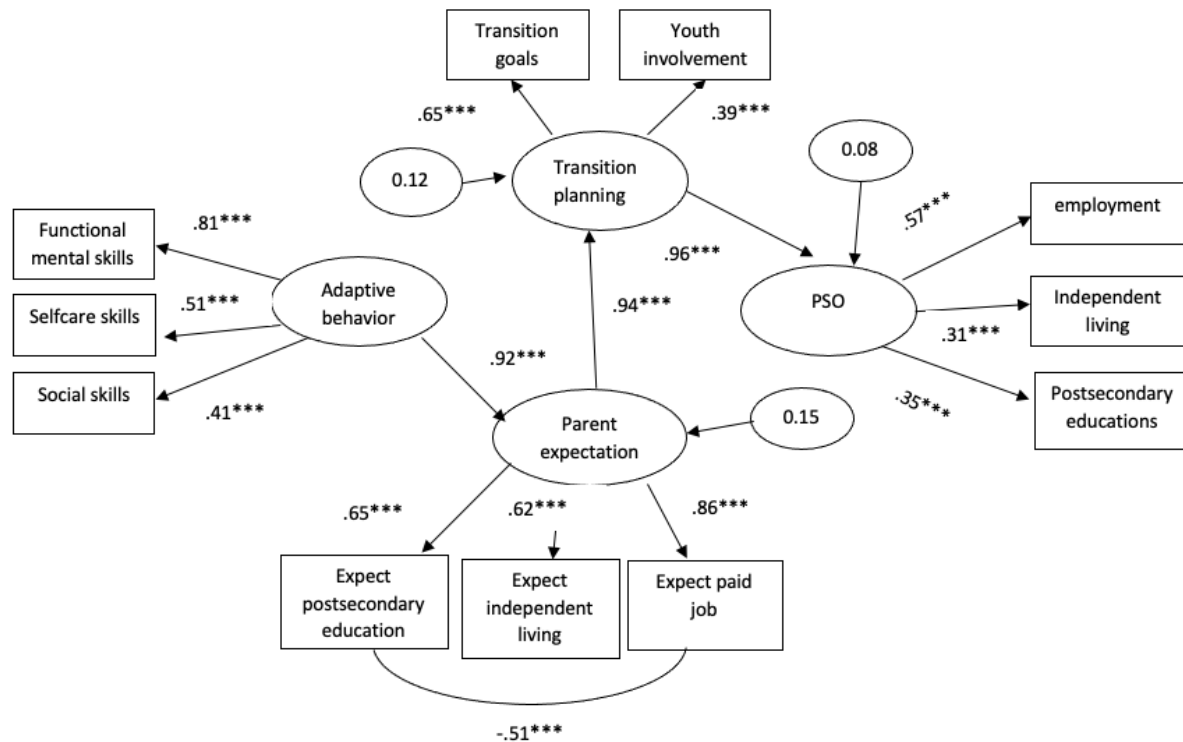 Transition
goals
Youth
involvement
.65***
.39***
0.12
Transition
planning
0.08
Functional
mental skills
.81***
.57***
employment
Adaptive
behavior
.96***
PSO
Selfcare skills
.51***
.94***
Independent
living
.31***
Social skills
.41***
.92***
.35***
Postsecondary
educations
Parent
expectation
0.15
.65***
.62***
.86***
Expect
postsecondary
education
Expect
independent
living
Expect paid
job
-.51***